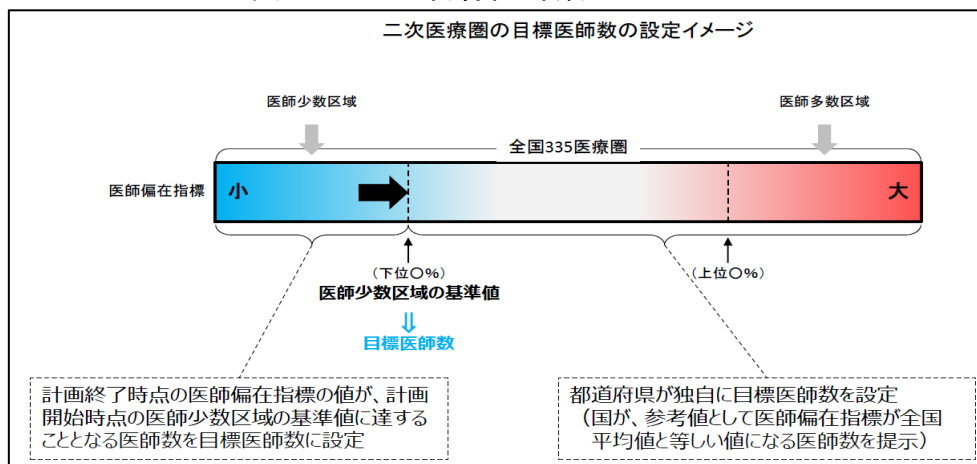 二次医療圏の目標医師数の設定イメージ
医師少数区域
医師多数区域
全国335医療圏
医師偏在指標
小
大
（下位〇％）
（上位〇％）
医師少数区域の基準値
⇓
目標医師数
計画終了時点の医師偏在指標の値が、計画
開始時点の医師少数区域の基準値に達する
こととなる医師数を目標医師数に設定
都道府県が独自に目標医師数を設定
（国が、参考値として医師偏在指標が全国
平均値と等しい値になる医師数を提示）